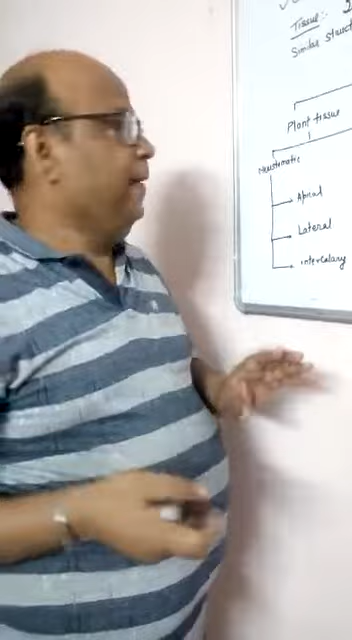 Tissue:-
Similar struct
Plant tissue
Meristematic
Apical
Lateral
intercalary